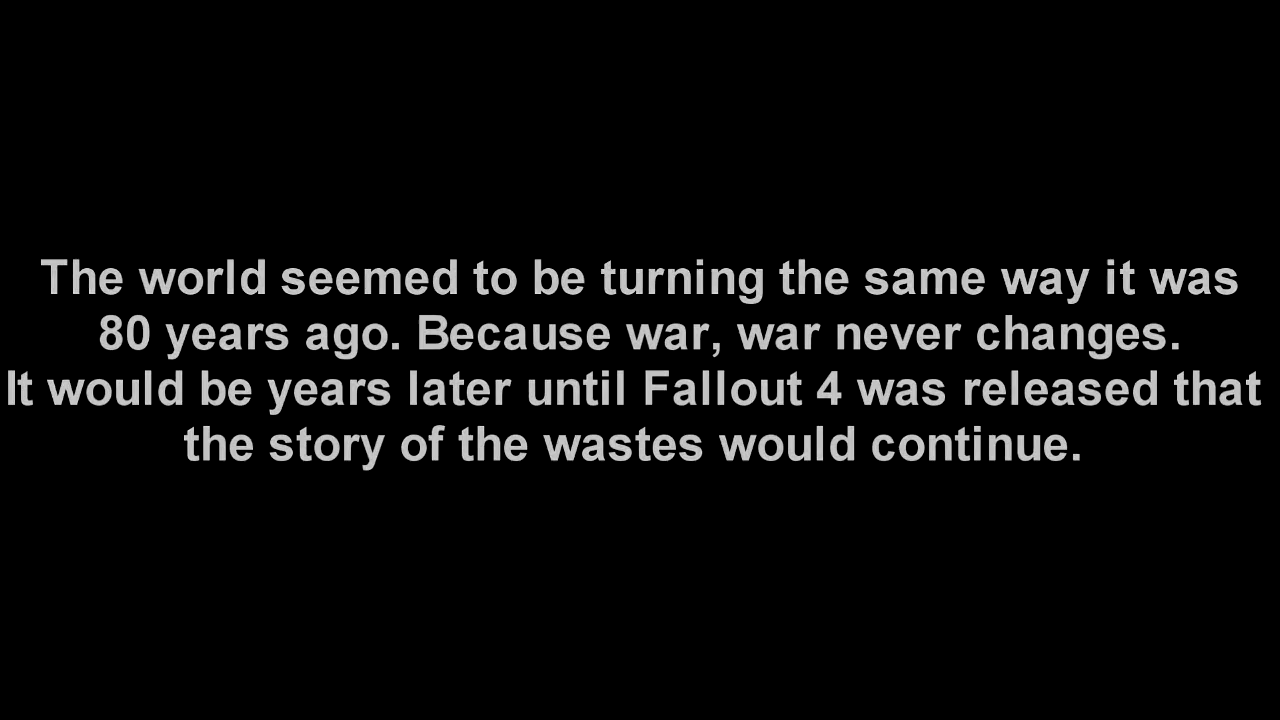 The world seemed to be turning the same way it was
80 years ago. Because war, war never changes.
It would be years later until Fallout 4 was released that
the story of the wastes would continue.